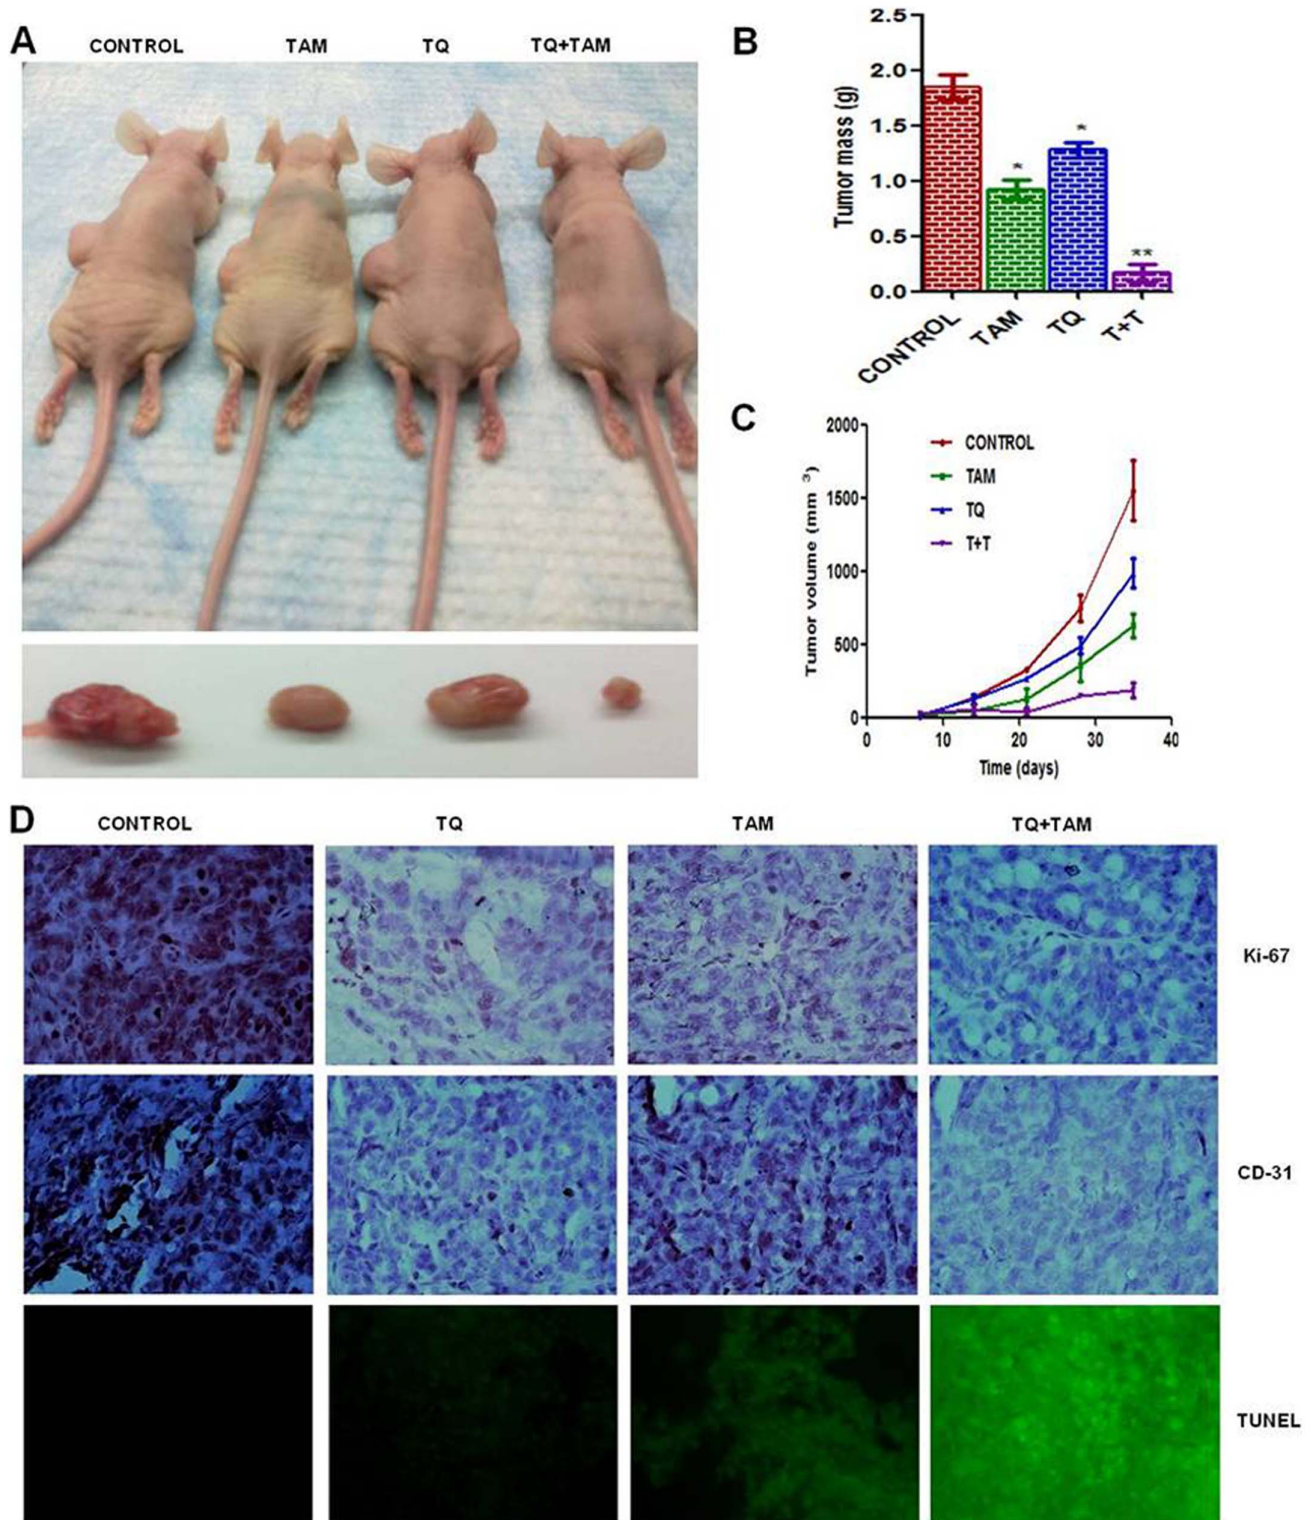 A
CONTROL TAM TQ TQ+TAM
B
2.5
2.0
1.5
1.0
0.5
0.0
Tumor mass (g)
*
*
**
CONTROL TAM TQ T+T
C
2000
1500
1000
500
0
Tumor volume (mm 3)
CONTROL
TAM
TQ
T+T
0 10 20 30 40
Time (days)
D
CONTROL TQ TAM TQ+TAM
Ki-67
CD-31
TUNEL